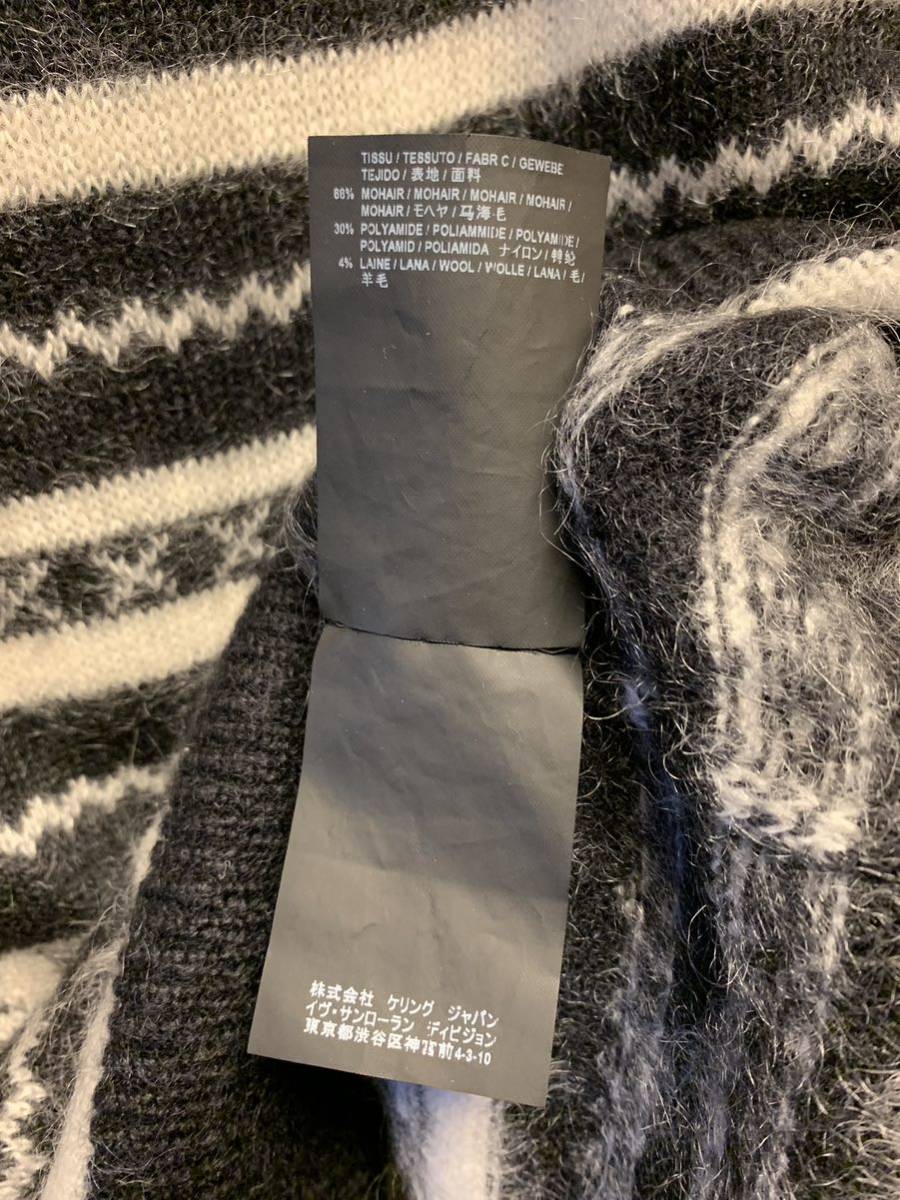 TISSU / TESSUTO / FABR C / GEWEBE
TEJIDO / 表地 / 面料
66% MOHAIR / MOHAIR / MOHAIR / MOHAIR /
MOHAIR / モヘヤ / 马海毛
30% POLYAMIDE / POLIAMMIDE / POLYAMIDE /
POLYAMID / POLIAMIDA ナイロン / 特纶
4% LAINE / LANA / WOOL / WOLLE / LANA / 毛 /
羊毛
株式会社 ケリング ジャパン
イヴ・サンローラン ディビジョン
東京都渋谷区神宮前4-3-10